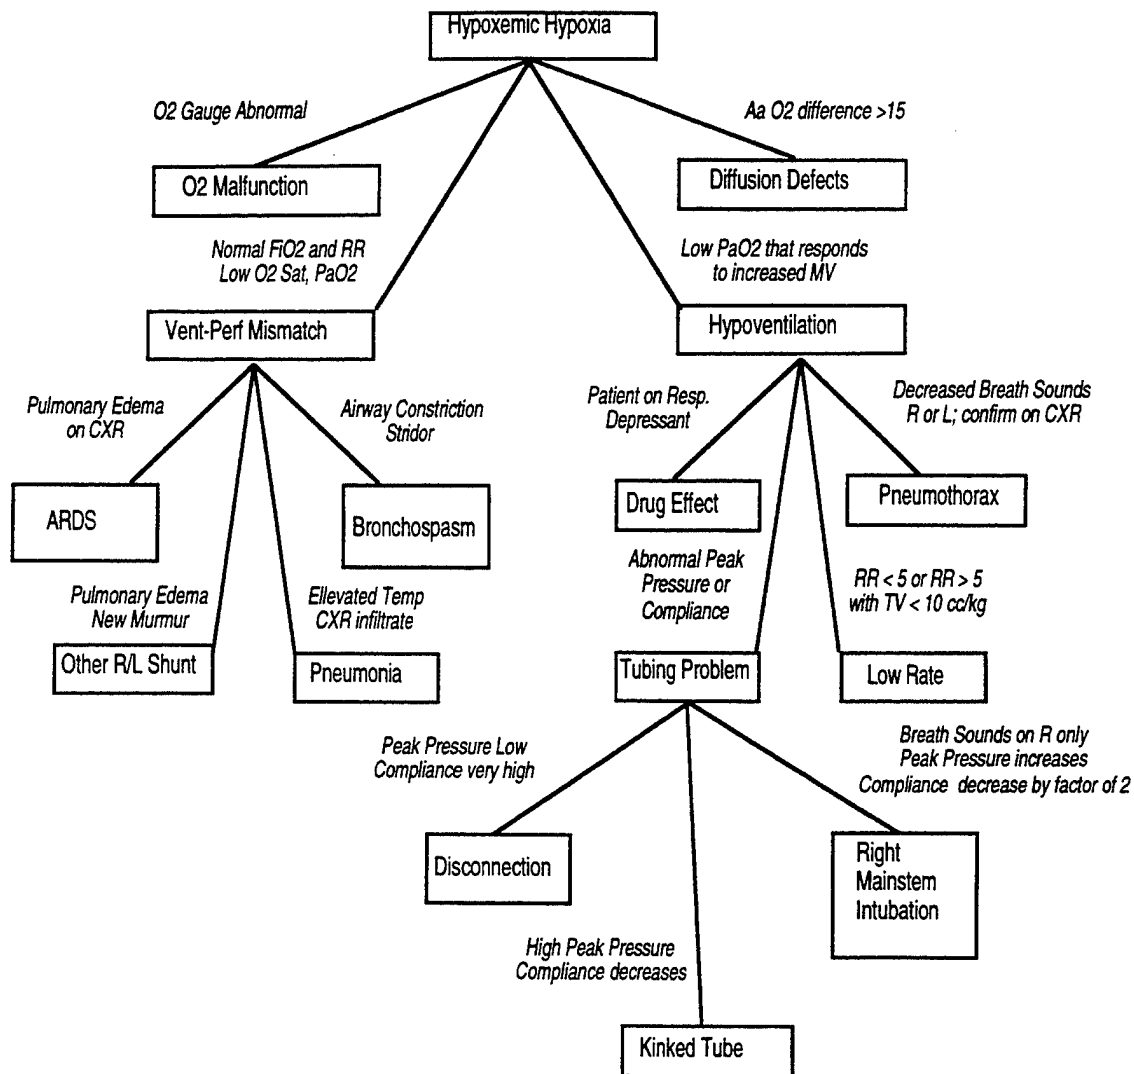 Hypoxemic Hypoxia
O2 Gauge Abnormal
Aa O2 difference >15
O2 Malfunction
Diffusion Defects
Normal FiO2 and RR
Low O2 Sat, PaO2
Low PaO2 that responds
to increased MV
Vent-Perf Mismatch
Hypoventilation
Pulmonary Edema
on CXR
Airway Constriction
Stridor
Patient on Resp.
Depressant
Decreased Breath Sounds
R or L; confirm on CXR
ARDS
Bronchospasm
Drug Effect
Pneumothorax
Pulmonary Edema
New Murmur
Ellevated Temp
CXR infiltrate
Abnormal Peak
Pressure or
Compliance
RR < 5 or RR > 5
with TV < 10 cc/kg
Other R/L Shunt
Pneumonia
Tubing Problem
Low Rate
Peak Pressure Low
Compliance very high
Breath Sounds on R only
Peak Pressure increases
Compliance decrease by factor of 2
Disconnection
Right
Mainstem
Intubation
High Peak Pressure
Compliance decreases
Kinked Tube